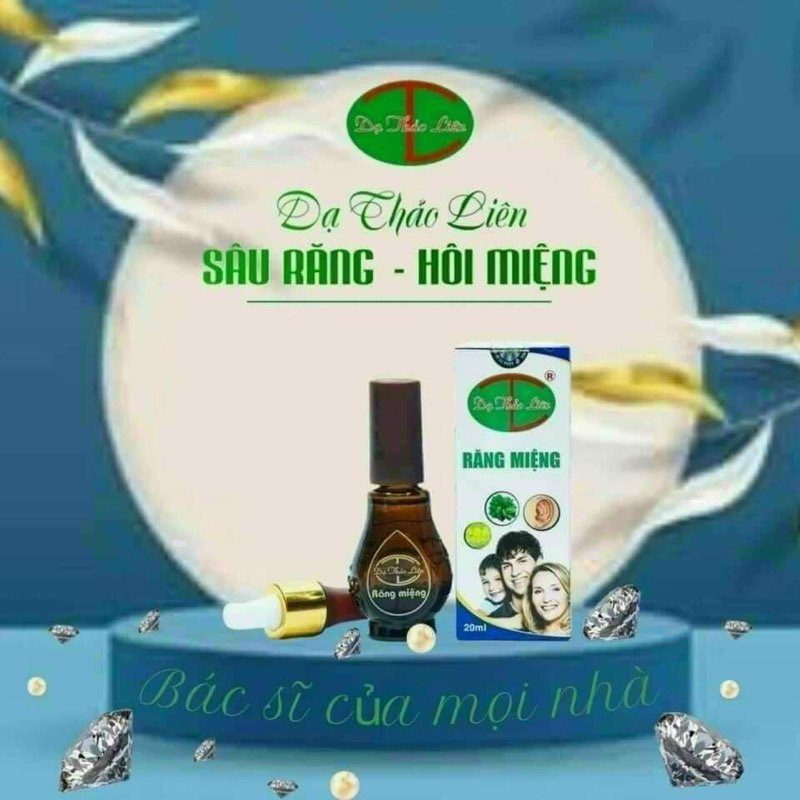 Dạ Thảo Liên
Dạ Thảo Liên
SÂU RĂNG - HÔI MIỆNG
®
Dạ Thảo Liên
RĂNG MIỆNG
Dạ Thảo Liên
Răng miệng
20ml
Bác sĩ của mọi nhà